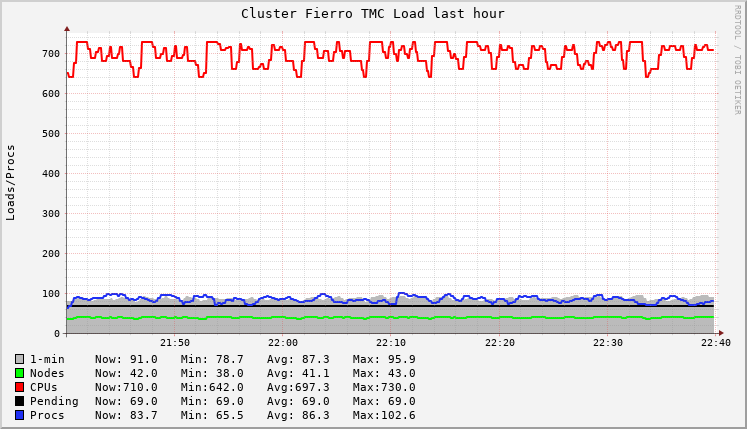 Cluster Fierro TMC Load last hour
RRDTOOL / TOBI OETIKER
Loads/Procs
700
600
500
400
300
200
100
0
21:50 22:00 22:10 22:20 22:30 22:40
1-min Now: 91.0 Min: 78.7 Avg: 87.3 Max: 95.9
Nodes Now: 42.0 Min: 38.0 Avg: 41.1 Max: 43.0
CPUs Now:710.0 Min:642.0 Avg:697.3 Max:730.0
Pending Now: 69.0 Min: 69.0 Avg: 69.0 Max: 69.0
Procs Now: 83.7 Min: 65.5 Avg: 86.3 Max:102.6